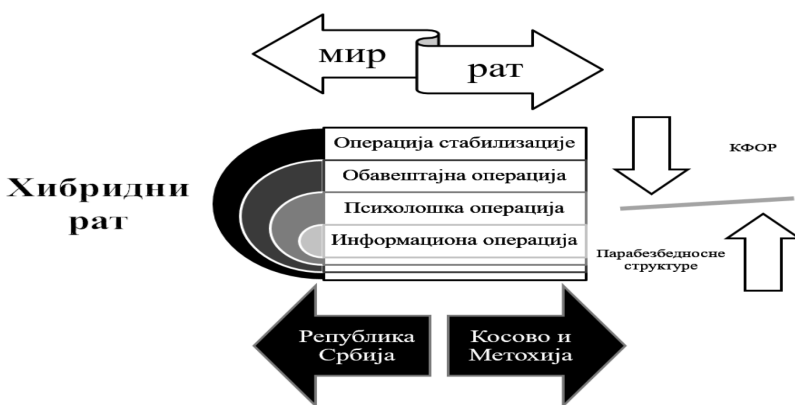 мир
рат
Хибридни
рат
Операција стабилизације
Обавештајна операција
Психолошка операција
Информациона операција
КФОР
Парабезбедносне
структуре
Република
Србија
Косово и
Метохија